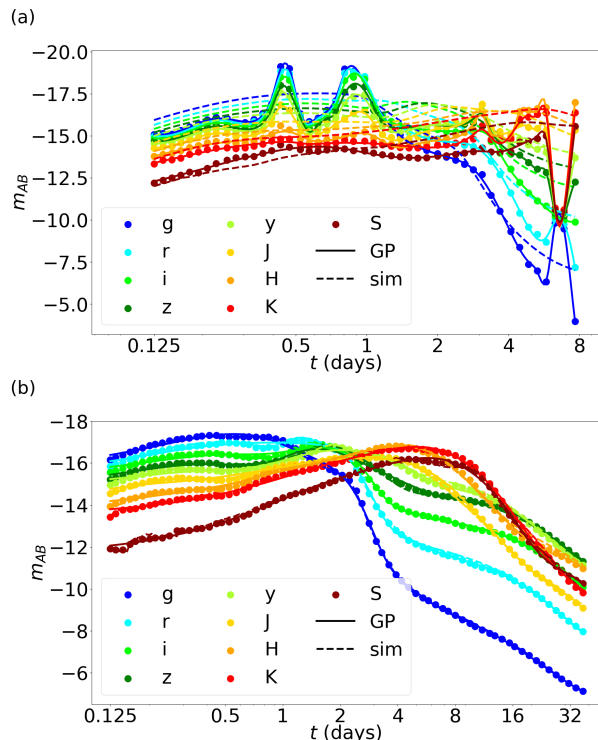 (a)
−20.0
−17.5
−15.0
−12.5
−10.0
−7.5
−5.0
m_AB
g
r
i
z
y
J
H
K
S
GP
sim
0.125
0.5
1
2
4
8
t (days)
(b)
−18
−16
−14
−12
−10
−8
−6
m_AB
g
r
i
z
y
J
H
K
S
GP
sim
0.125
0.5
1
2
4
8
16
32
t (days)